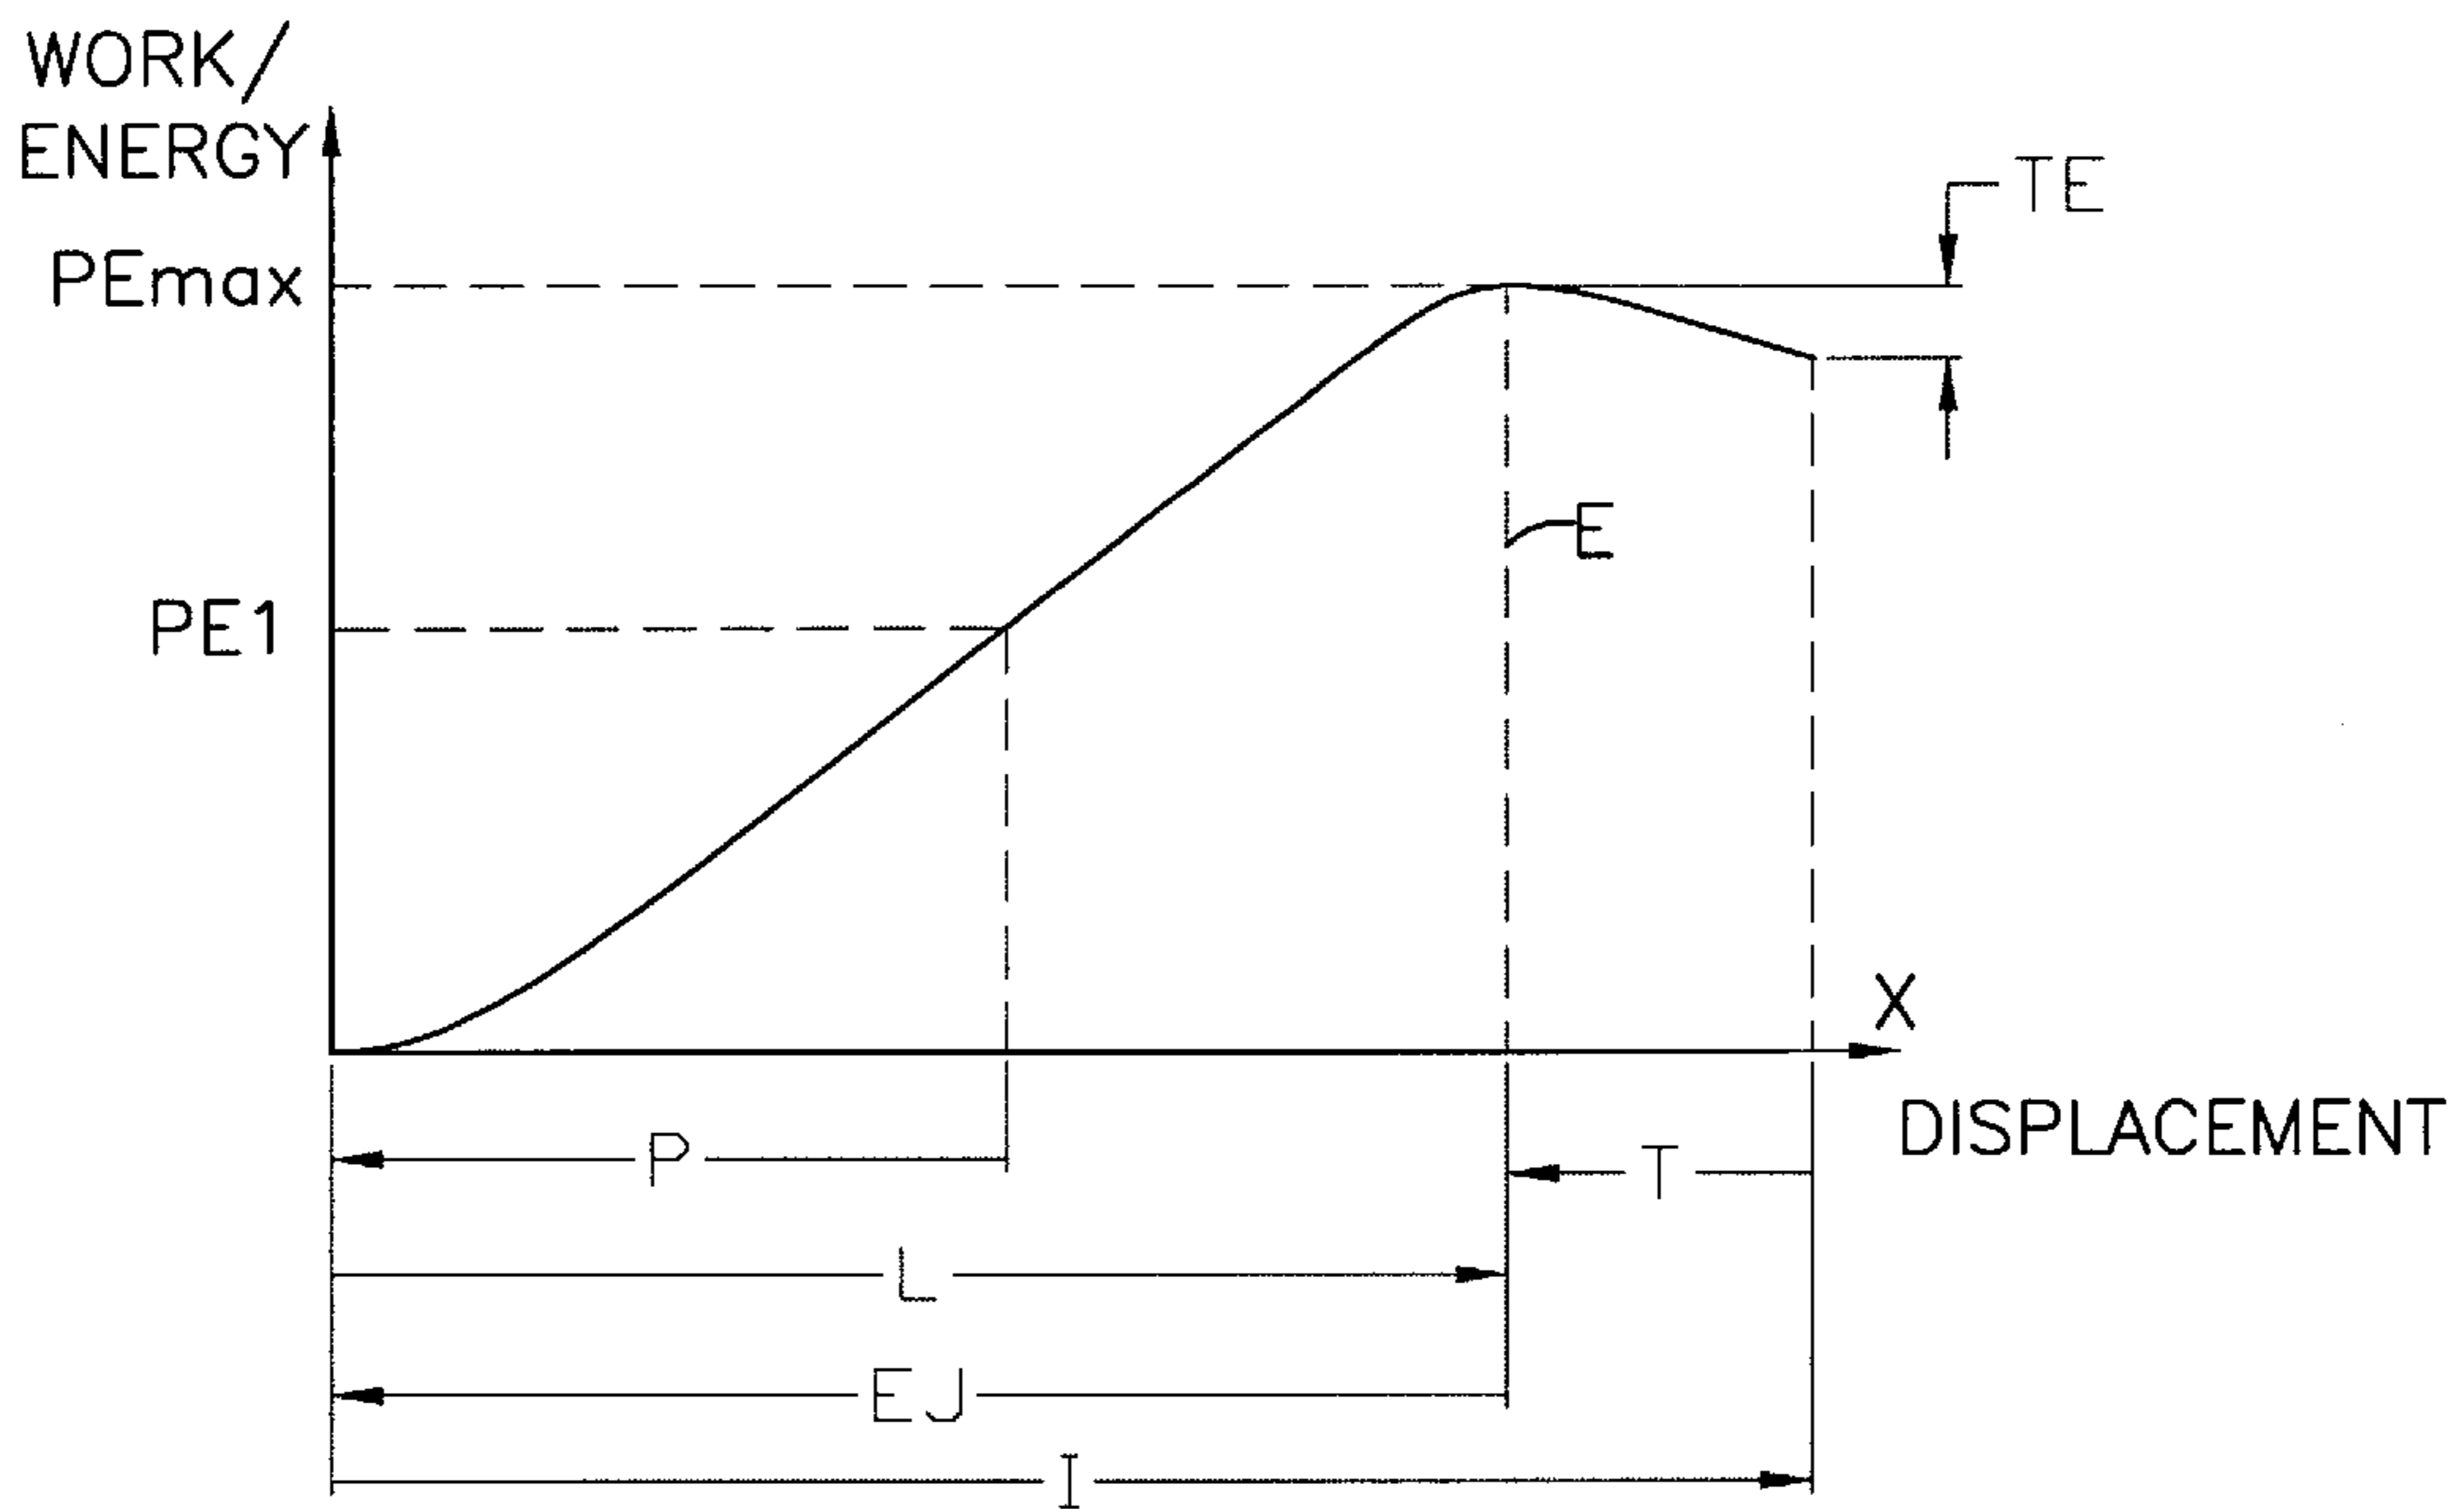 WORK/
ENERGY
TE
PEmax
E
PE1
X
DISPLACEMENT
P
T
L
EJ
I